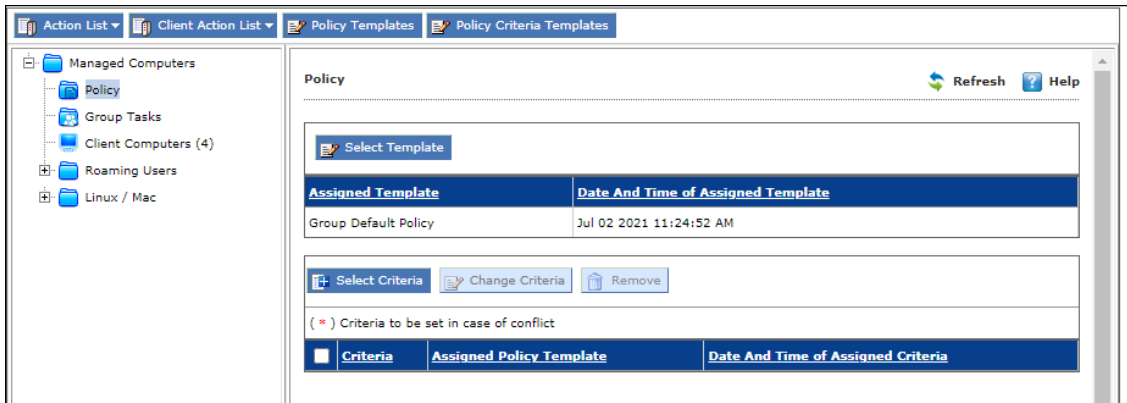 Action List Client Action List Policy Templates Policy Criteria Templates
Managed Computers
Policy
Group Tasks
Client Computers (4)
Roaming Users
Linux / Mac
Policy Refresh Help
Select Template
Assigned Template Date And Time of Assigned Template
Group Default Policy Jul 02 2021 11:24:52 AM
Select Criteria Change Criteria Remove
( * ) Criteria to be set in case of conflict
Criteria Assigned Policy Template Date And Time of Assigned Criteria